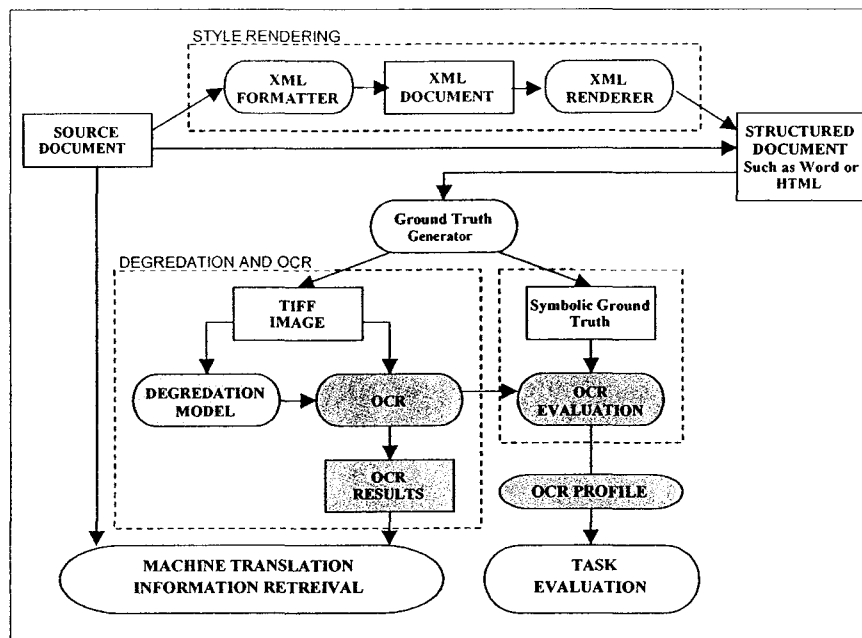 STYLE RENDERING
XML
FORMATTER
XML
DOCUMENT
XML
RENDERER
SOURCE
DOCUMENT
STRUCTURED
DOCUMENT
Such as Word or
HTML
Ground Truth
Generator
DEGREDATION AND OCR
TIFF
IMAGE
Symbolic Ground
Truth
DEGREDATION
MODEL
OCR
OCR
EVALUATION
OCR
RESULTS
OCR PROFILE
MACHINE TRANSLATION
INFORMATION RETREIVAL
TASK
EVALUATION